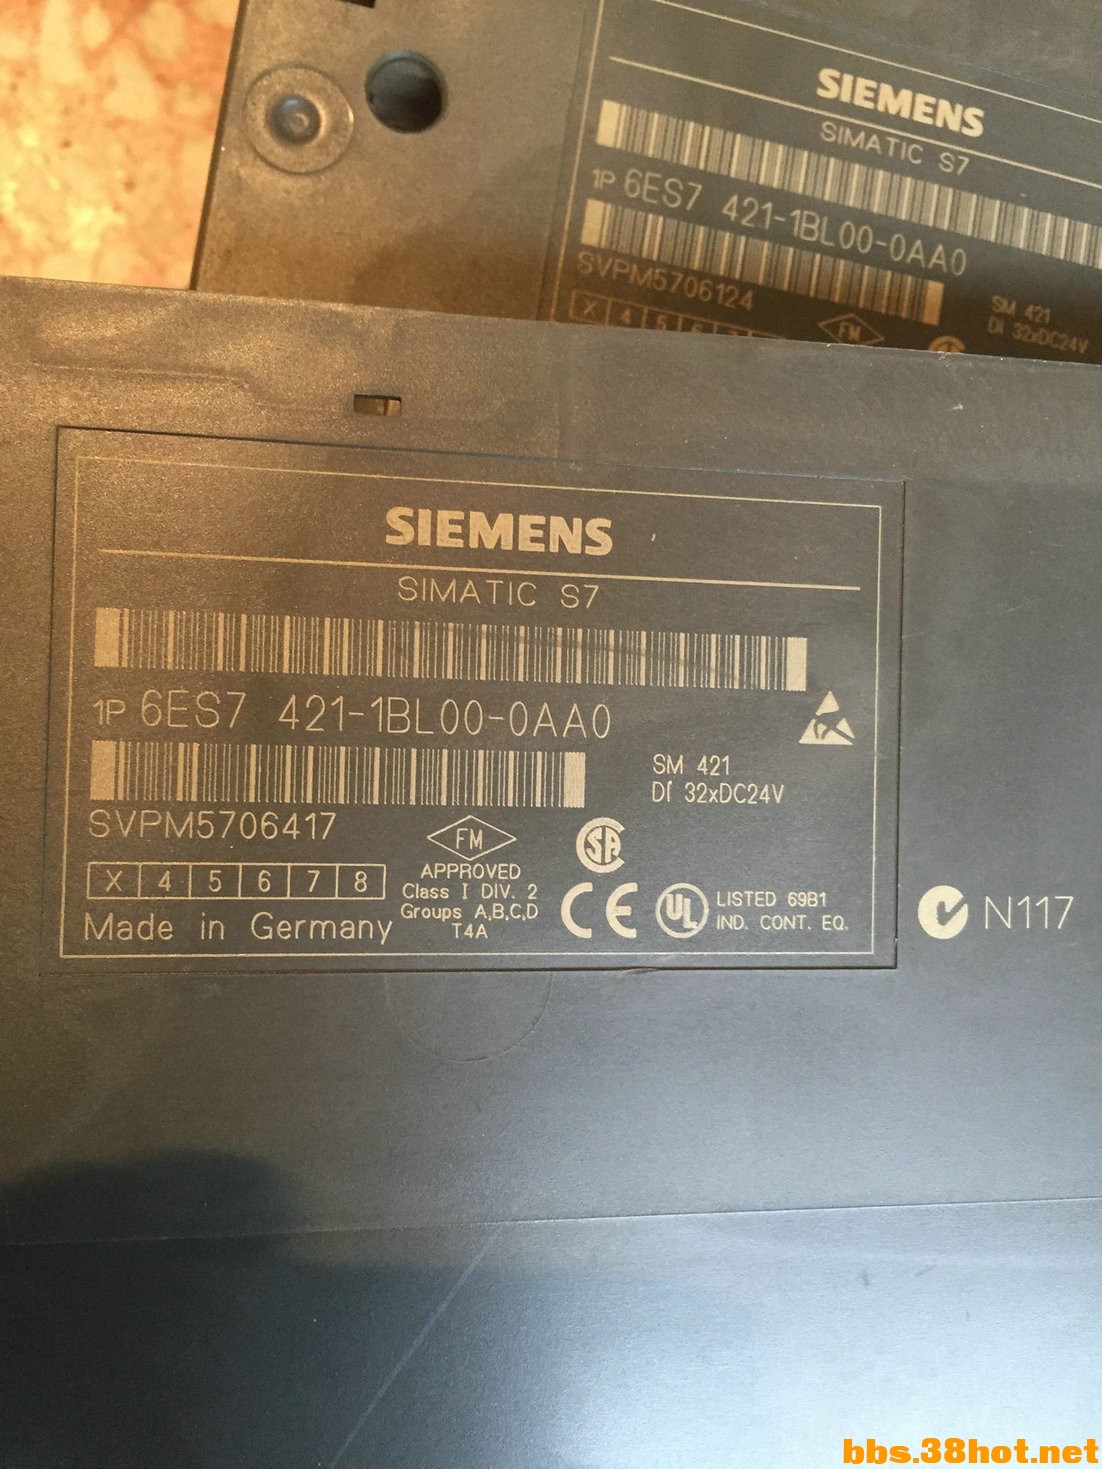 SIEMENS
SIMATIC S7
1P 6ES7 421-1BL00-0AA0
SVPM5706124
X 4 5 6 7
FM
SM 421
DI 32xDC24V
SIEMENS
SIMATIC S7
1P 6ES7 421-1BL00-0AA0
SM 421
DI 32xDC24V
SVPM5706417
X 4 5 6 7 8
Made in Germany
FM
APPROVED
Class I DIV. 2
Groups A,B,C,D
T4A
SA
CE
UL
LISTED 69B1
IND. CONT. EQ.
N117
bbs.38hot.net